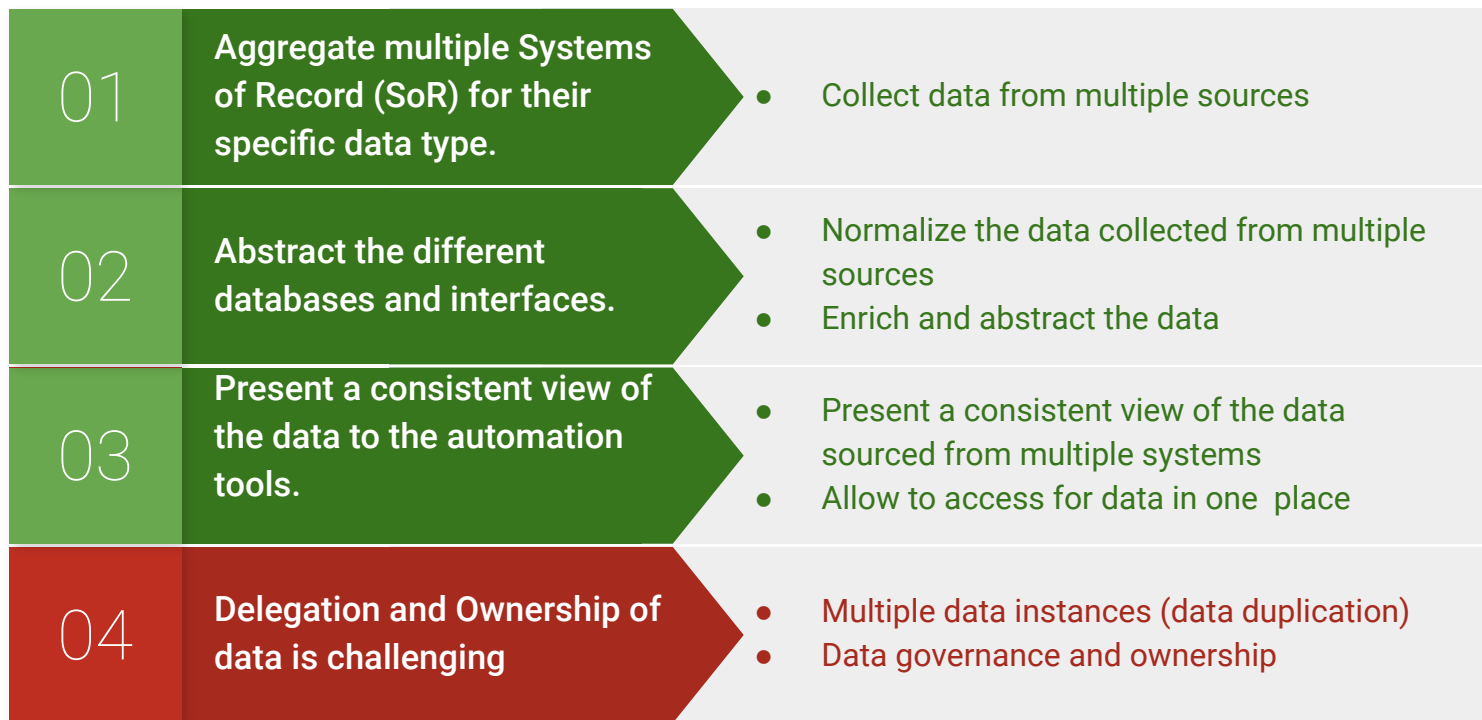 01
Aggregate multiple Systems
of Record (SoR) for their
specific data type.
● Collect data from multiple sources
02
Abstract the different
databases and interfaces.
● Normalize the data collected from multiple
sources
● Enrich and abstract the data
03
Present a consistent view of
the data to the automation
tools.
● Present a consistent view of the data
sourced from multiple systems
● Allow to access for data in one  place
04
Delegation and Ownership of
data is challenging
● Multiple data instances (data duplication)
● Data governance and ownership